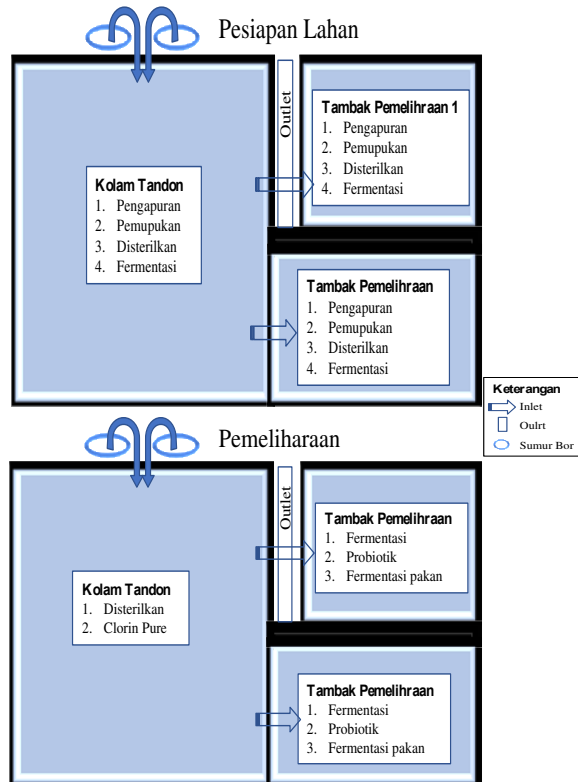 Pesiapan Lahan
Outlet
Tambak Pemelihraan 1
1. Pengapuran
2. Pemupukan
3. Disterilkan
4. Fermentasi
Kolam Tandon
1. Pengapuran
2. Pemupukan
3. Disterilkan
4. Fermentasi
Tambak Pemelihraan
1. Pengapuran
2. Pemupukan
3. Disterilkan
4. Fermentasi
Keterangan
Inlet
Oulrt
Sumur Bor
Pemeliharaan
Outlet
Tambak Pemelihraan
1. Fermentasi
2. Probiotik
3. Fermentasi pakan
Kolam Tandon
1. Disterilkan
2. Clorin Pure
Tambak Pemelihraan
1. Fermentasi
2. Probiotik
3. Fermentasi pakan